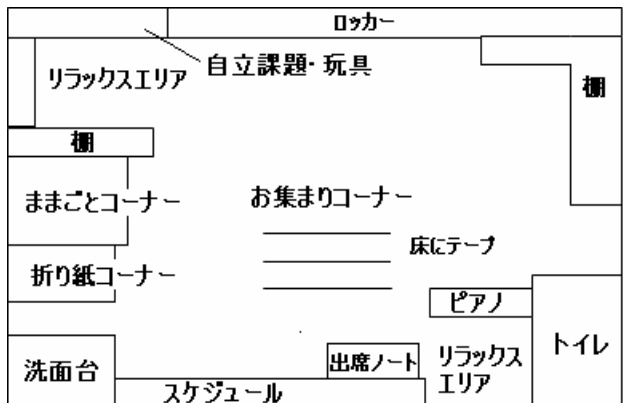 ロッカー
自立課題・玩具
リラックスエリア
棚
棚
ままごとコーナー
お集まりコーナー
床にテープ
折り紙コーナー
ピアノ
トイレ
出席ノート
リラックス
エリア
洗面台
スケジュール